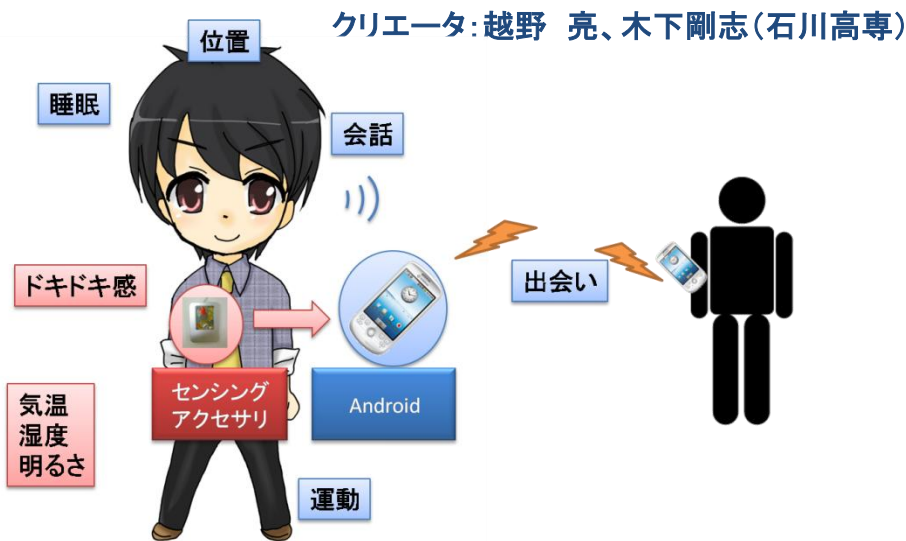 クリエータ:越野 亮、木下剛志(石川高専)
位置
睡眠
会話
ドキドキ感
出会い
センシング
アクセサリ
Android
気温
湿度
明るさ
運動